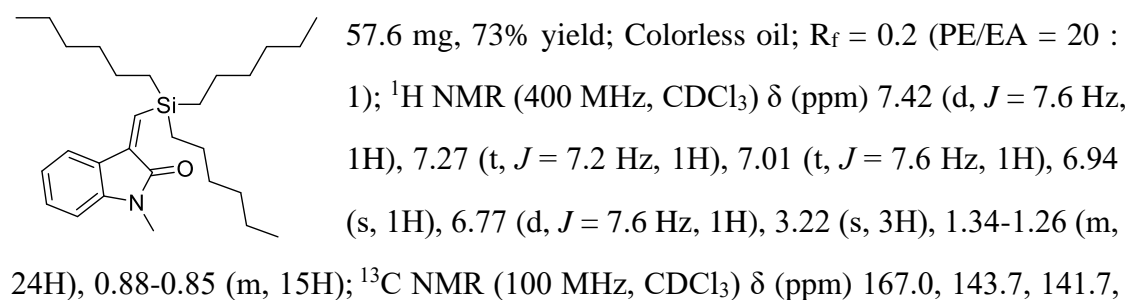 57.6 mg, 73% yield; Colorless oil; Rf = 0.2 (PE/EA = 20 :
1); ¹H NMR (400 MHz, CDCl₃) δ (ppm) 7.42 (d, J = 7.6 Hz,
1H), 7.27 (t, J = 7.2 Hz, 1H), 7.01 (t, J = 7.6 Hz, 1H), 6.94
(s, 1H), 6.77 (d, J = 7.6 Hz, 1H), 3.22 (s, 3H), 1.34-1.26 (m,
24H), 0.88-0.85 (m, 15H); ¹³C NMR (100 MHz, CDCl₃) δ (ppm) 167.0, 143.7, 141.7,
Si
O
N